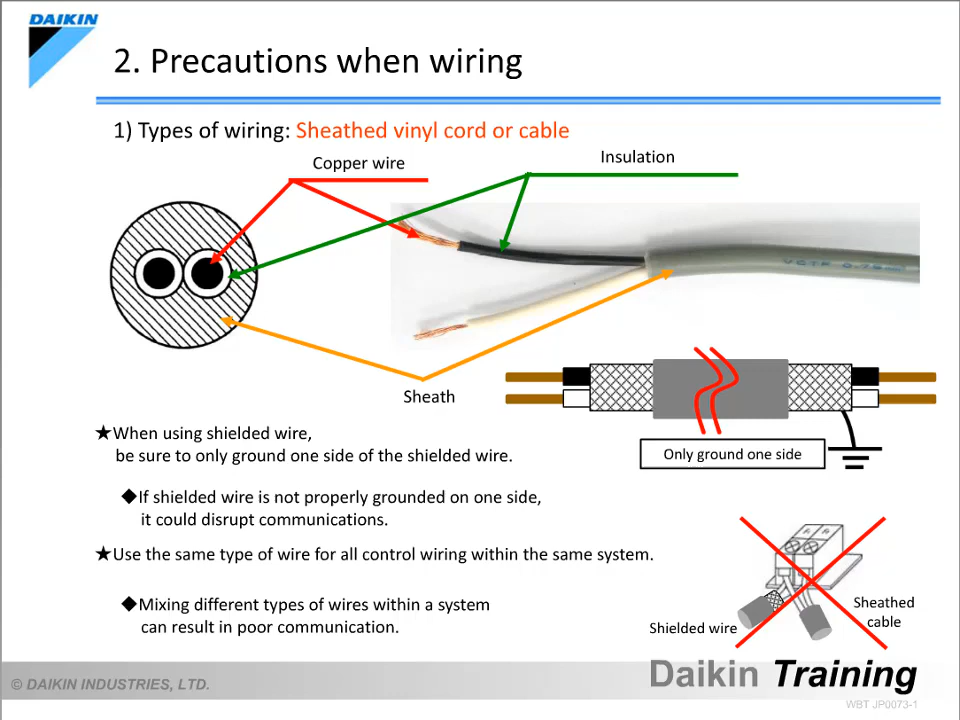 DAIKIN
2. Precautions when wiring
1) Types of wiring: Sheathed vinyl cord or cable
Copper wire
Insulation
VCTF 0.75
Sheath
★When using shielded wire,
be sure to only ground one side of the shielded wire.
Only ground one side
◆If shielded wire is not properly grounded on one side,
it could disrupt communications.
★Use the same type of wire for all control wiring within the same system.
◆Mixing different types of wires within a system
can result in poor communication.
Shielded wire
Sheathed
cable
© DAIKIN INDUSTRIES, LTD.
Daikin Training
WBT JP0073-1